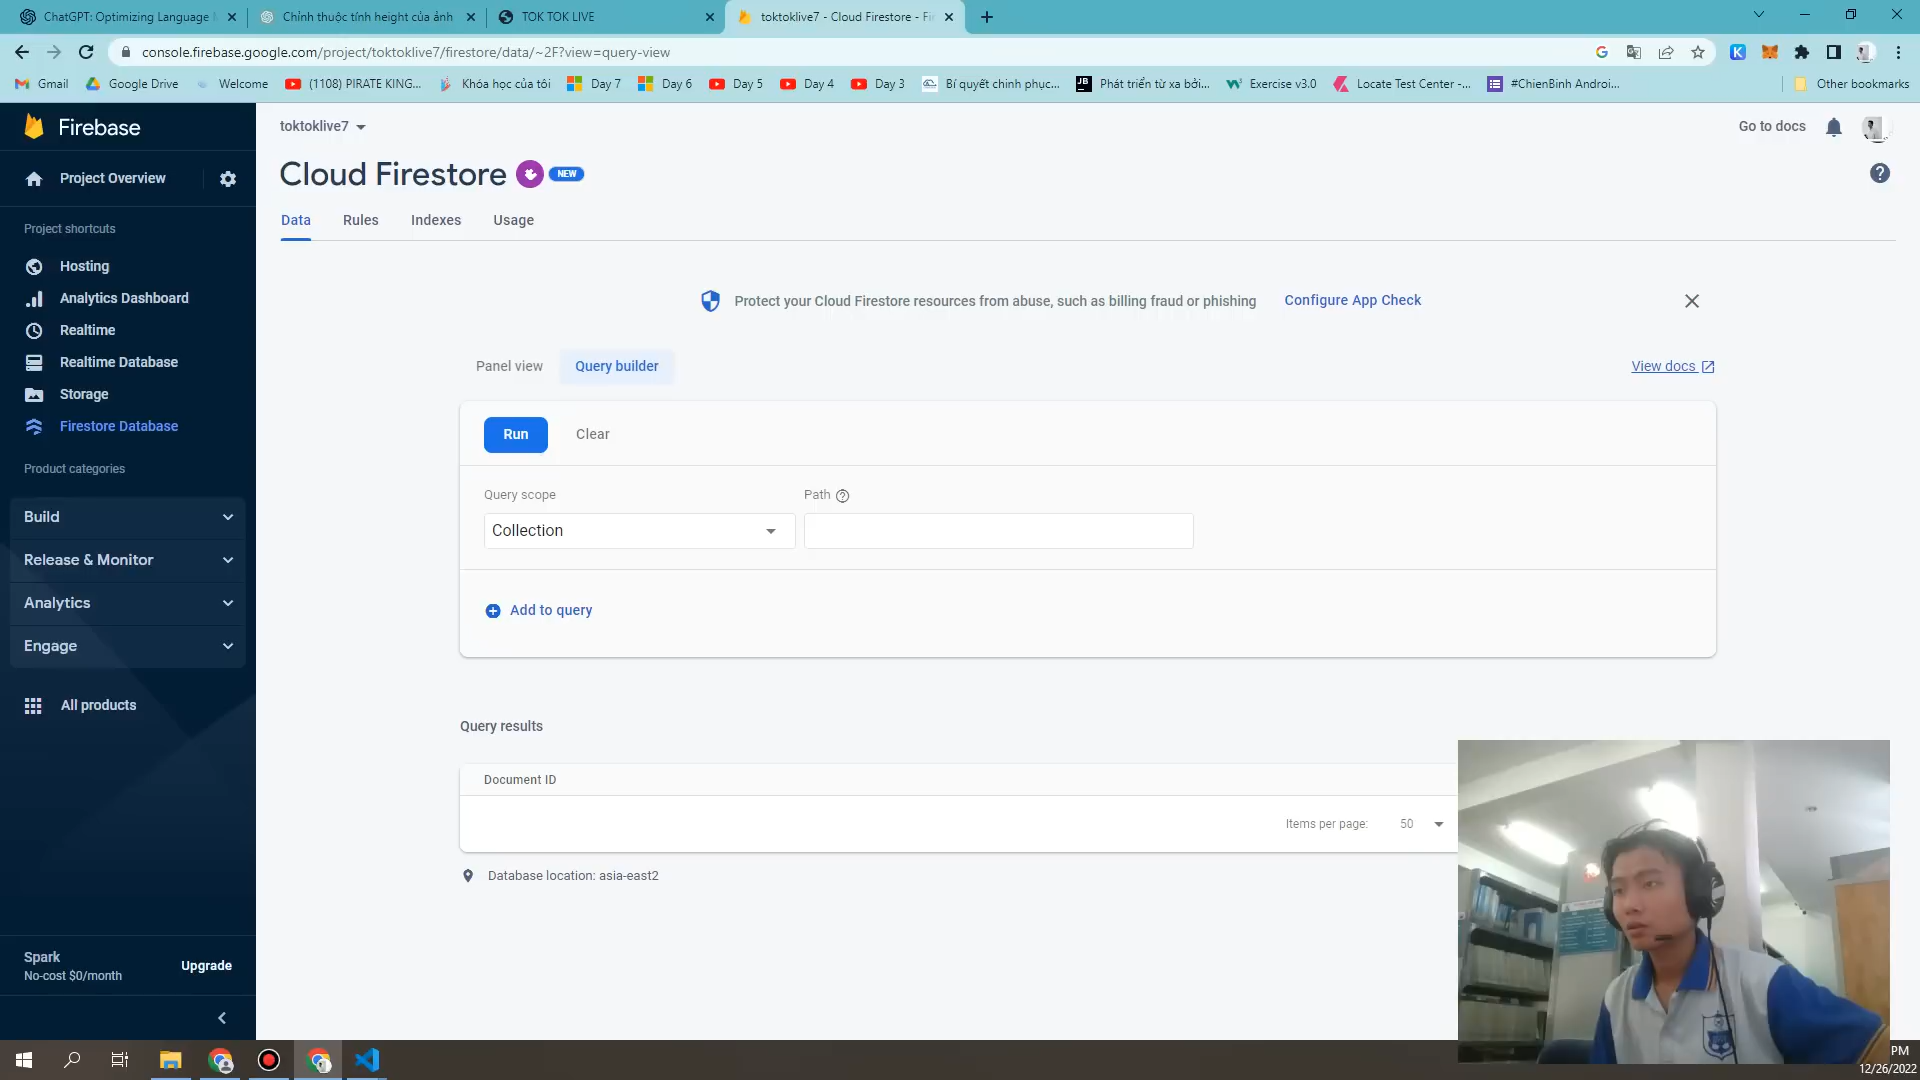 ChatGPT: Optimizing Language
Chỉnh thuộc tính height của ảnh
TOK TOK LIVE
toktoklive7 - Cloud Firestore - Fi
console.firebase.google.com/project/toktoklive7/firestore/data/~2F?view=query-view
Gmail
Google Drive
Welcome
(1108) PIRATE KING...
Khóa học của tôi
Day 7
Day 6
Day 5
Day 4
Day 3
Bí quyết chinh phục...
Phát triển từ xa bởi...
Exercise v3.0
Locate Test Center -...
#ChienBinh Androi...
Other bookmarks
Firebase
toktoklive7
Go to docs
Project Overview
Cloud Firestore
NEW
Data
Rules
Indexes
Usage
Project shortcuts
Hosting
Analytics Dashboard
Realtime
Realtime Database
Storage
Firestore Database
Product categories
Build
Release & Monitor
Analytics
Engage
All products
Spark
No-cost $0/month
Upgrade
Protect your Cloud Firestore resources from abuse, such as billing fraud or phishing
Configure App Check
Panel view
Query builder
View docs
Run
Clear
Query scope
Path
Collection
Add to query
Query results
Document ID
Items per page:
50
Database location: asia-east2
PM
12/26/2022